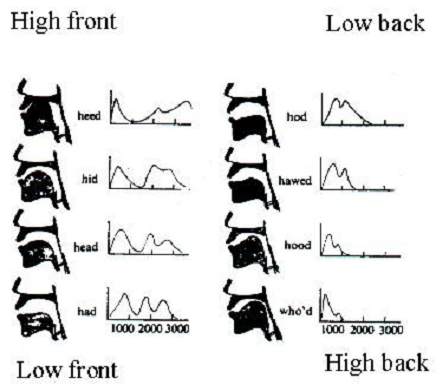 High front
Low back
heed
hod
hid
hawed
head
hood
had
who'd
1000 2000 3000
1000 2000 3000
Low front
High back